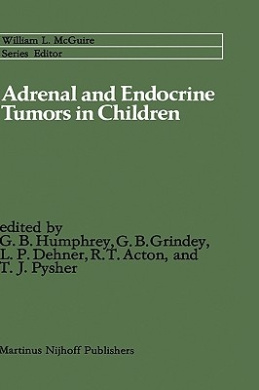 William L. McGuire
Series Editor
Adrenal and Endocrine
Tumors in Children
edited by
G. B. Humphrey, G. B. Grindey,
L. P. Dehner, R. T. Acton, and
T. J. Pysher
Martinus Nijhoff Publishers